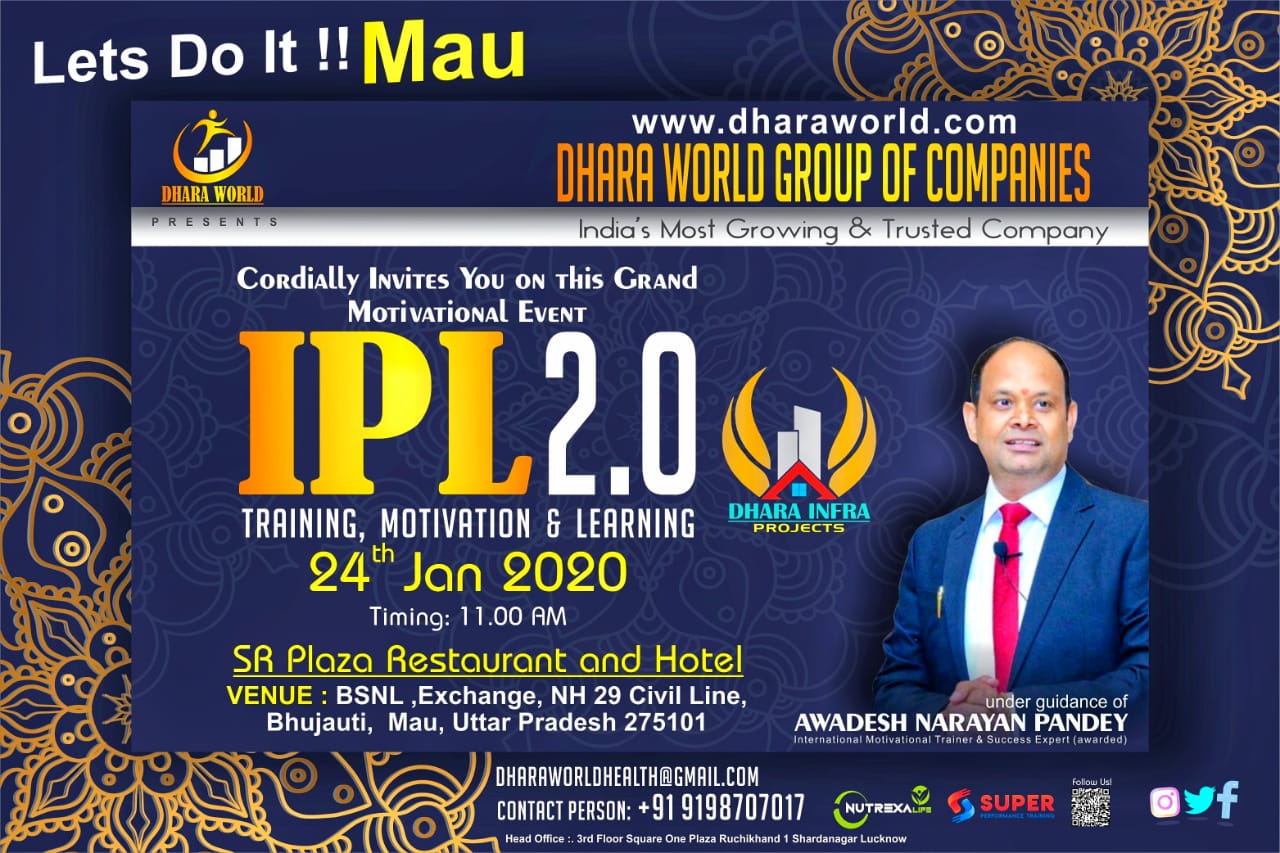 Lets Do It !! Mau
www.dharaworld.com
DHARA WORLD GROUP OF COMPANIES
DHARA WORLD
PRESENTS
India's Most Growing & Trusted Company
Cordially Invites You on this Grand
Motivational Event
IPL 2.0
TRAINING, MOTIVATION & LEARNING
DHARA INFRA
PROJECTS
24th Jan 2020
Timing: 11.00 AM
SR Plaza Restaurant and Hotel
VENUE : BSNL ,Exchange, NH 29 Civil Line,
Bhujauti, Mau, Uttar Pradesh 275101
under guidance of
AWADESH NARAYAN PANDEY
International Motivational Trainer & Success Expert (awarded)
DHARAWORLDHEALTH@GMAIL.COM
CONTACT PERSON: +91 9198707017
NUTREXA LIFE
SUPER
PERFORMANCE TRAINING
Follow Us!
Head Office :. 3rd Floor Square One Plaza Ruchikhand 1 Shardanagar Lucknow